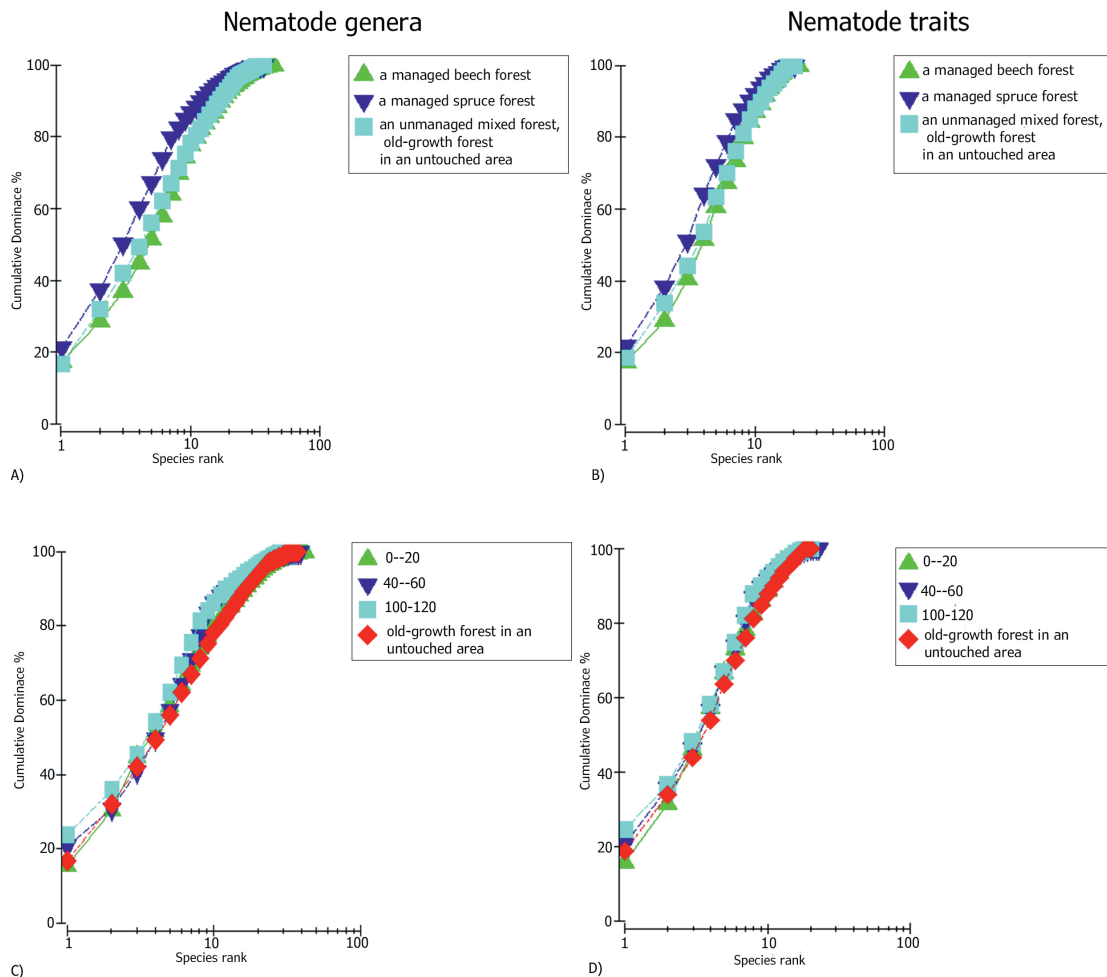 Nematode genera
Nematode traits
100
80
60
40
20
0
Cumulative Dominace %
1
10
100
Species rank
A)
a managed beech forest
a managed spruce forest
an unmanaged mixed forest,
old-growth forest
in an untouched area
100
80
60
40
20
0
Cumulative Dominace %
1
10
100
Species rank
B)
a managed beech forest
a managed spruce forest
an unmanaged mixed forest,
old-growth forest
in an untouched area
100
80
60
40
20
0
Cumulative Dominace %
1
10
100
Species rank
C)
0--20
40--60
100-120
old-growth forest in an
untouched area
100
80
60
40
20
0
Cumulative Dominace %
1
10
100
Species rank
D)
0--20
40--60
100-120
old-growth forest in an
untouched area